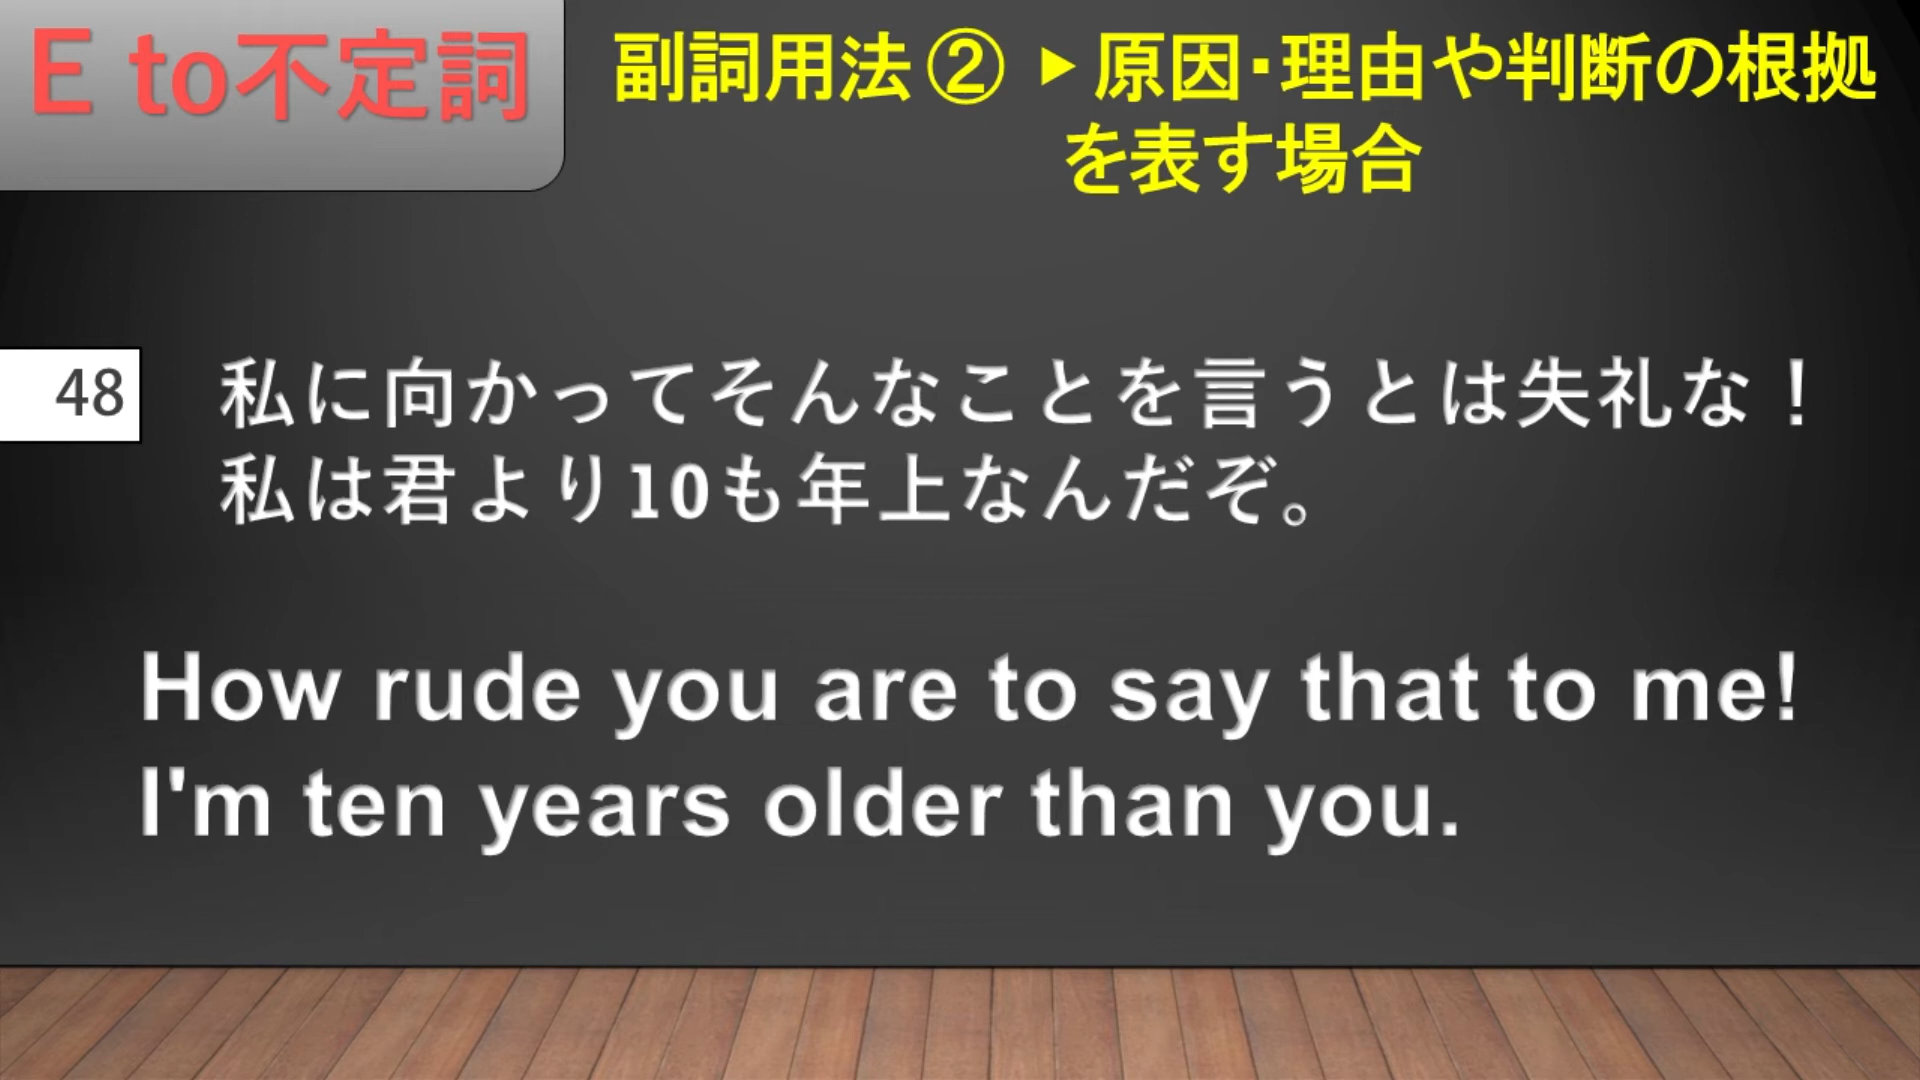 E to不定詞
副詞用法② ▶原因・理由や判断の根拠
を表す場合
48
私に向かってそんなことを言うとは失礼な！
私は君より10も年上なんだぞ。
How rude you are to say that to me!
I'm ten years older than you.